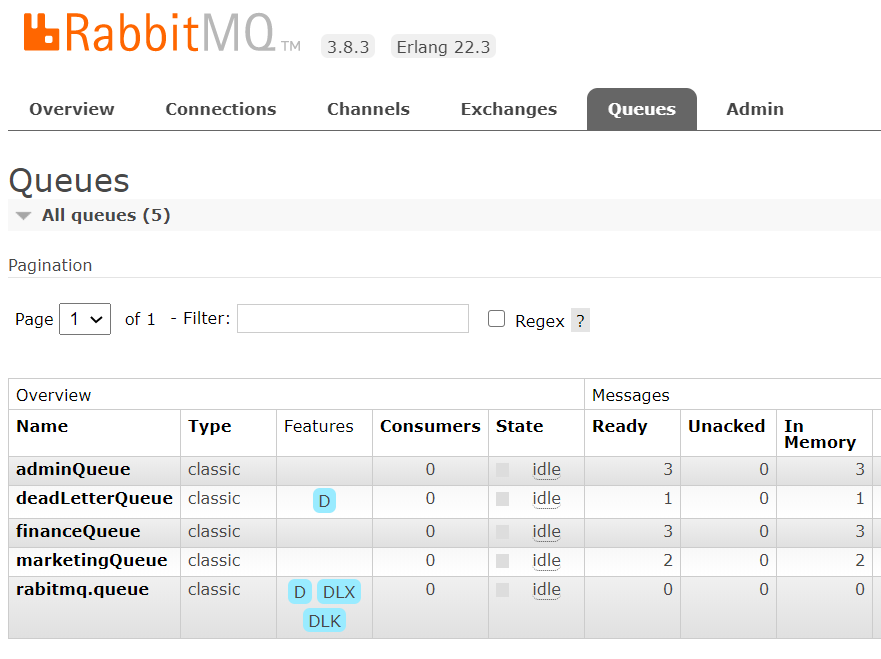 RabbitMQ TM 3.8.3 Erlang 22.3
Overview Connections Channels Exchanges Queues Admin
Queues
All queues (5)
Pagination
Page 1 of 1 - Filter: Regex ?
Overview Messages
Name Type Features Consumers State Ready Unacked In Memory
adminQueue classic 0 idle 3 0 3
deadLetterQueue classic D 0 idle 1 0 1
financeQueue classic 0 idle 3 0 3
marketingQueue classic 0 idle 2 0 2
rabitmq.queue classic D DLX 0 idle 0 0 0
DLK